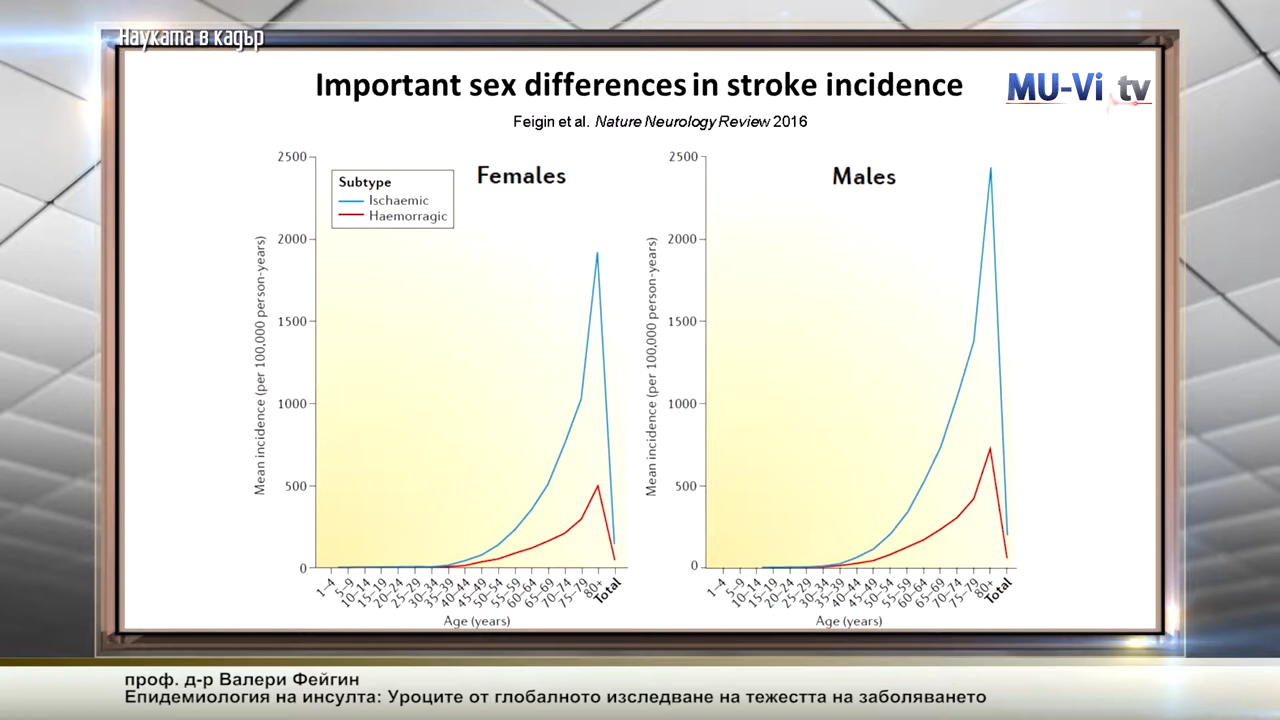 Науката в кадър
Important sex differences in stroke incidence
MU-Vi tv
Feigin et al. Nature Neurology Review 2016
Females
Subtype
Ischaemic
Haemorragic
Mean incidence (per 100,000 person-years)
2500
2000
1500
1000
500
0
1–4
5–9
10–14
15–19
20–24
25–29
30–34
35–39
40–44
45–49
50–54
55–59
60–64
65–69
70–74
75–79
80+
Total
Age (years)
Males
Mean incidence (per 100,000 person-years)
2500
2000
1500
1000
500
0
1–4
5–9
10–14
15–19
20–24
25–29
30–34
35–39
40–44
45–49
50–54
55–59
60–64
65–69
70–74
75–79
80+
Total
Age (years)
проф. д-р Валери Фейгин
Епидемиология на инсулта: Уроците от глобалното изследване на тежестта на заболяването